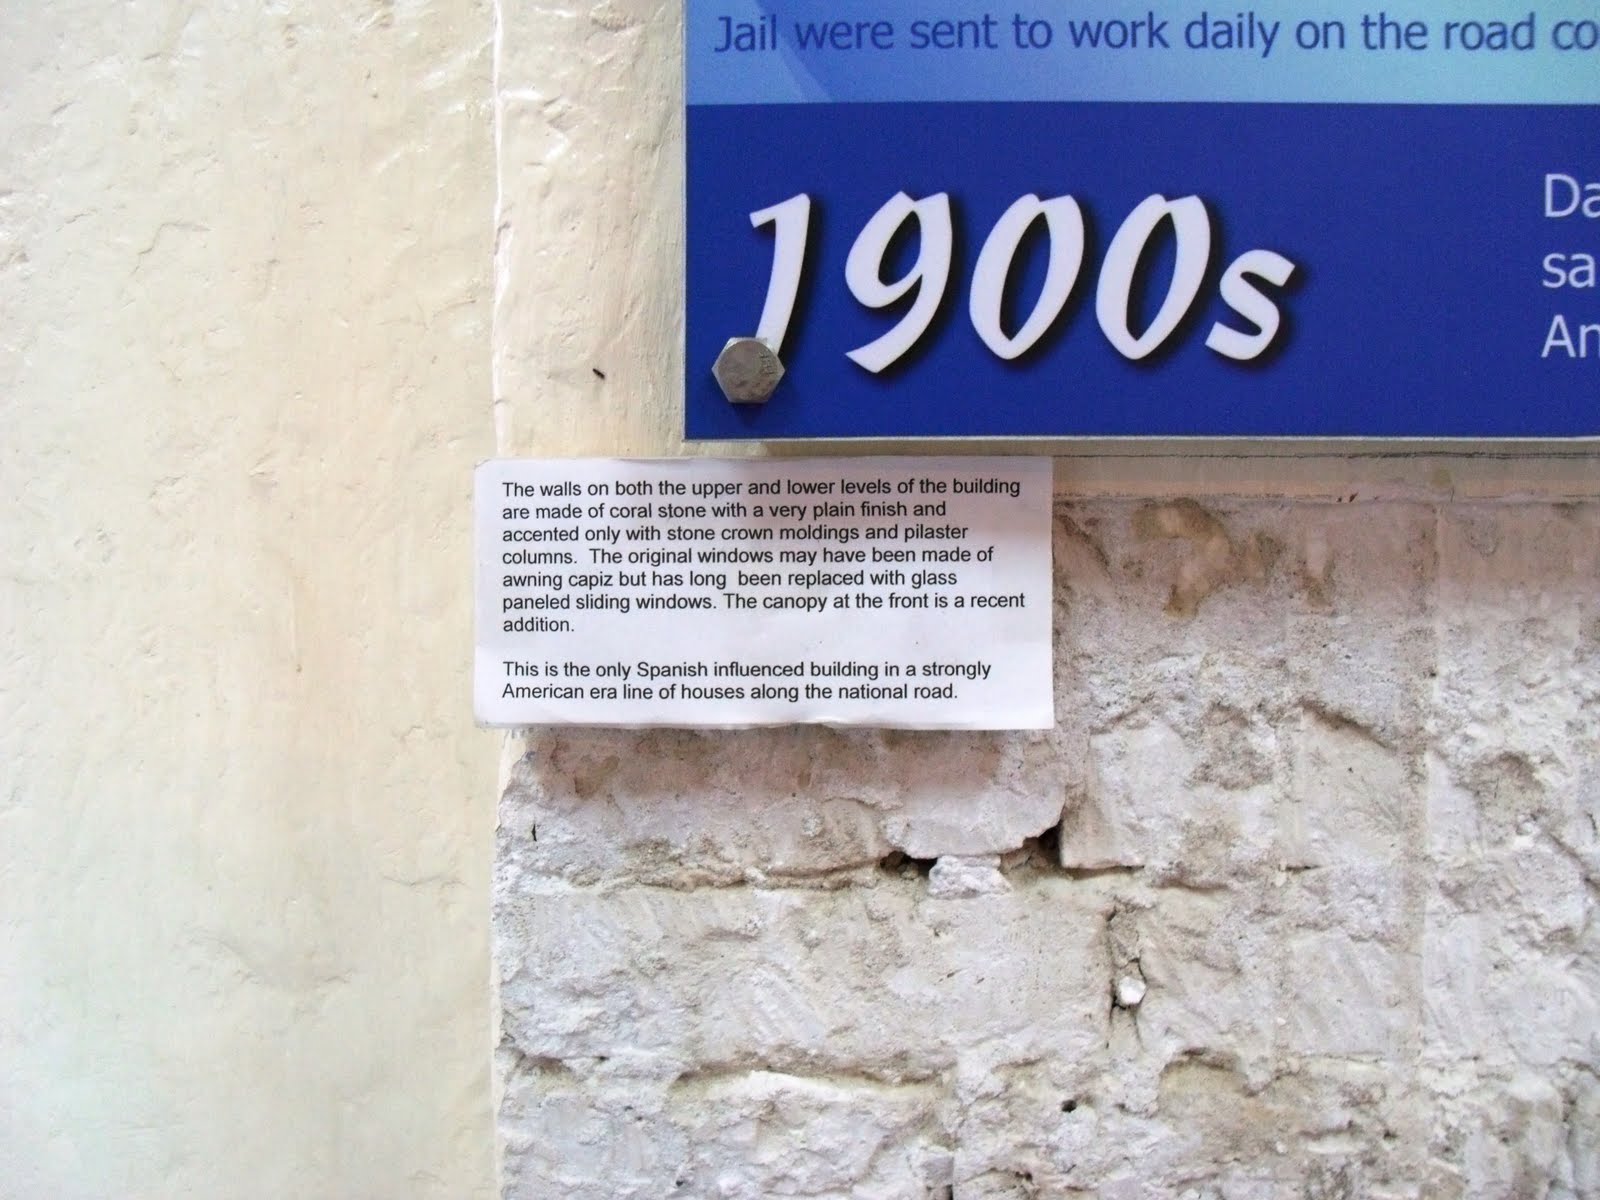 Jail were sent to work daily on the road
1900s
The walls on both the upper and lower levels of the building
are made of coral stone with a very plain finish and
accented only with stone crown moldings and pilaster
columns.  The original windows may have been made of
awning capiz but has long  been replaced with glass
paneled sliding windows. The canopy at the front is a recent
addition.
This is the only Spanish influenced building in a strongly
American era line of houses along the national road.